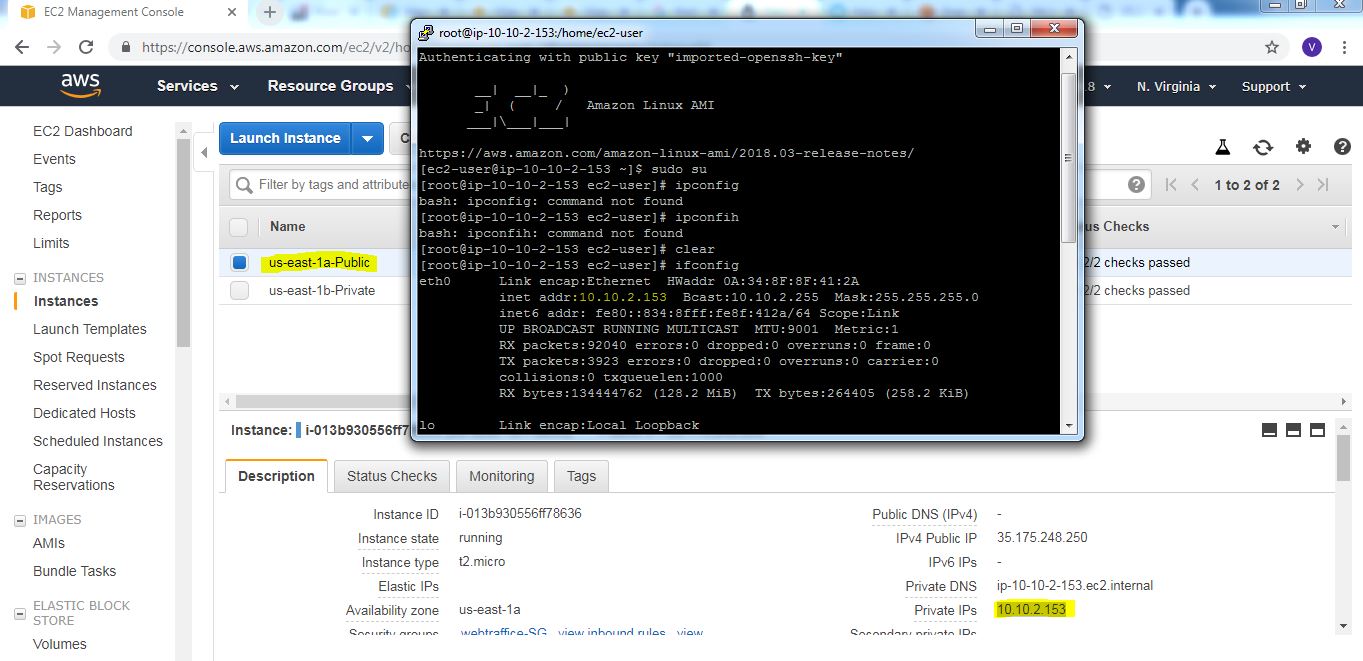 EC2 Management Console
https://console.aws.amazon.com/ec2/v2/ho
V
aws
Services
Resource Groups
.8
N. Virginia
Support
EC2 Dashboard
Events
Tags
Reports
Limits
INSTANCES
Instances
Launch Templates
Spot Requests
Reserved Instances
Dedicated Hosts
Scheduled Instances
Capacity
Reservations
IMAGES
AMIs
Bundle Tasks
ELASTIC BLOCK
STORE
Volumes
Launch Instance
C
Filter by tags and attribute
1 to 2 of 2
Name
us Checks
us-east-1a-Public
2/2 checks passed
us-east-1b-Private
2/2 checks passed
root@ip-10-10-2-153:/home/ec2-user
Authenticating with public key "imported-openssh-key"
__|  __|_  )
_|  (     /   Amazon Linux AMI
___|\___|___|
https://aws.amazon.com/amazon-linux-ami/2018.03-release-notes/
[ec2-user@ip-10-10-2-153 ~]$ sudo su
[root@ip-10-10-2-153 ec2-user]# ipconfig
bash: ipconfig: command not found
[root@ip-10-10-2-153 ec2-user]# ipconfih
bash: ipconfih: command not found
[root@ip-10-10-2-153 ec2-user]# clear
[root@ip-10-10-2-153 ec2-user]# ifconfig
eth0      Link encap:Ethernet  HWaddr 0A:34:8F:8F:41:2A
inet addr:10.10.2.153  Bcast:10.10.2.255  Mask:255.255.255.0
inet6 addr: fe80::834:8fff:fe8f:412a/64 Scope:Link
UP BROADCAST RUNNING MULTICAST  MTU:9001  Metric:1
RX packets:92040 errors:0 dropped:0 overruns:0 frame:0
TX packets:3923 errors:0 dropped:0 overruns:0 carrier:0
collisions:0 txqueuelen:1000
RX bytes:134444762 (128.2 MiB)  TX bytes:264405 (258.2 KiB)
lo        Link encap:Local Loopback
Instance: i-013b930556ff7
Description
Status Checks
Monitoring
Tags
Instance ID i-013b930556ff78636
Instance state running
Instance type t2.micro
Elastic IPs
Availability zone us-east-1a
Security groups webtraffice-SG. view inbound rules. view
Public DNS (IPv4) -
IPv4 Public IP 35.175.248.250
IPv6 IPs -
Private DNS ip-10-10-2-153.ec2.internal
Private IPs 10.10.2.153
Secondary private IPs